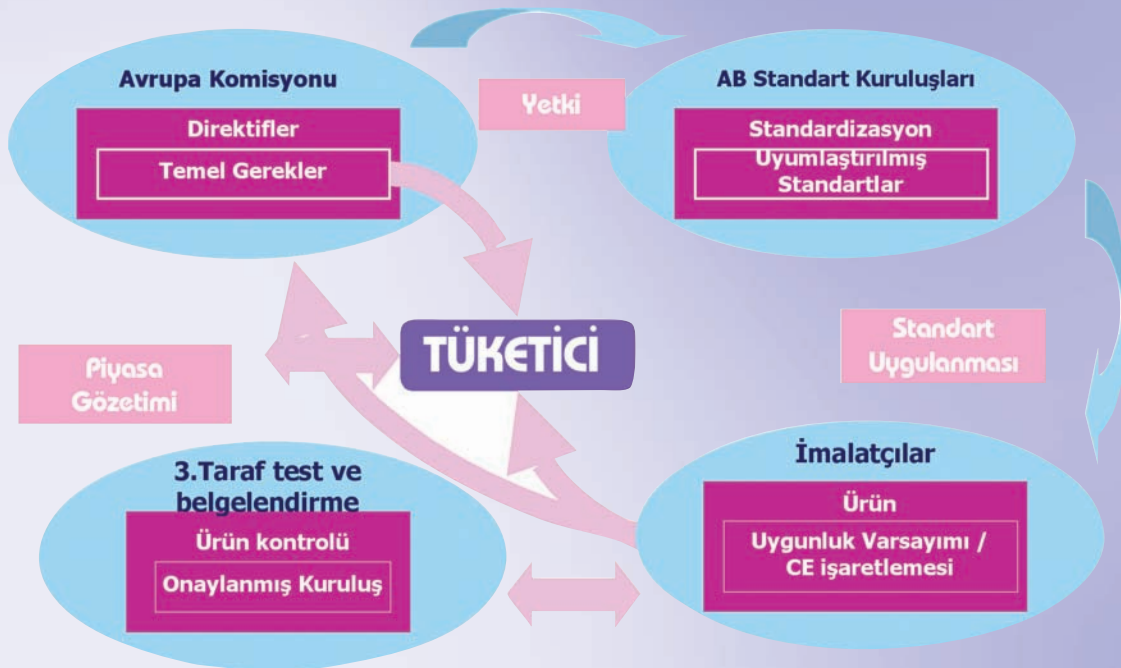 Avrupa Komisyonu
Direktifler
Temel Gerekler
Yetki
AB Standart Kuruluşları
Standardizasyon
Uyumlaştırılmış
Standartlar
TÜKETİCİ
Piyasa
Gözetimi
Standart
Uygulanması
3.Taraf test ve
belgelendirme
Ürün kontrolü
Onaylanmış Kuruluş
İmalatçılar
Ürün
Uygunluk Varsayımı /
CE işaretlemesi